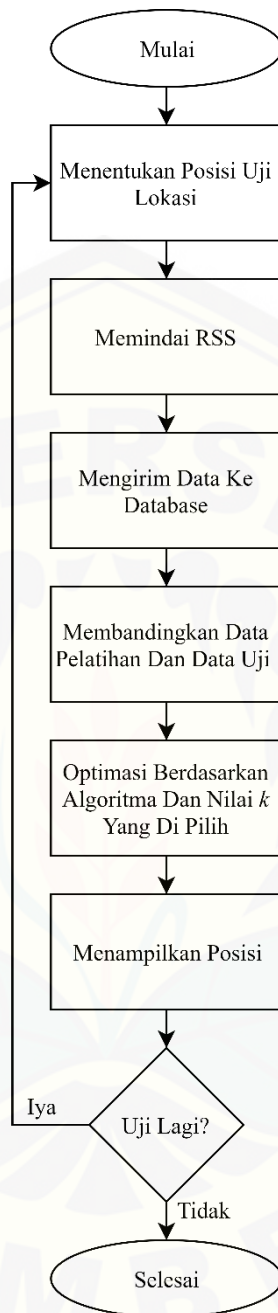 Mulai
Menentukan Posisi Uji
Lokasi
Memindai RSS
Mengirim Data Ke
Database
Membandingkan Data
Pelatihan Dan Data Uji
Optimasi Berdasarkan
Algoritma Dan Nilai k
Yang Di Pilih
Menampilkan Posisi
Iya
Uji Lagi?
Tidak
Selesai